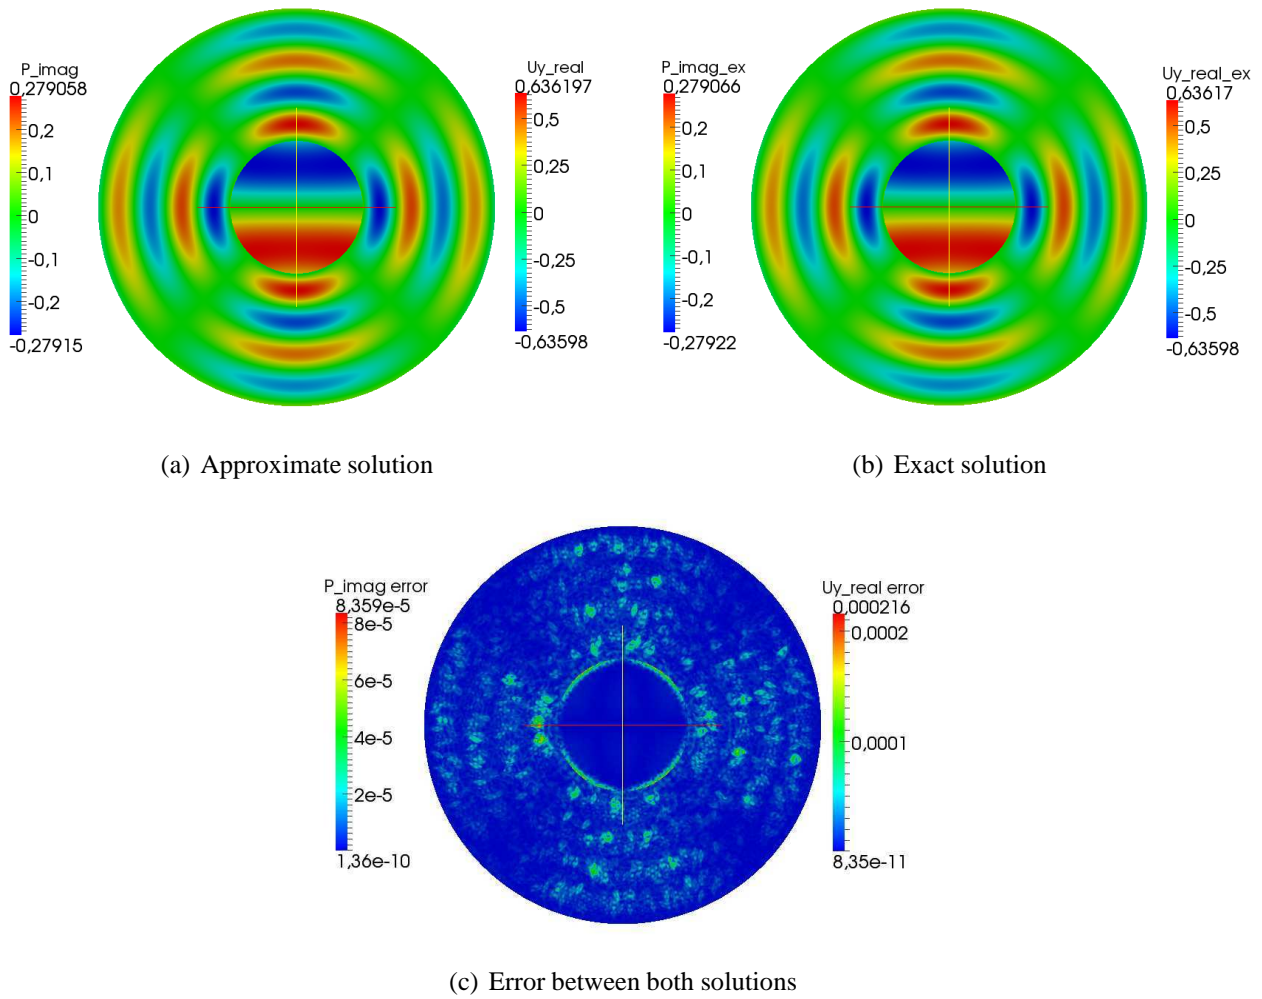 P_imag
0,279058
0,2
0,1
0
-0,1
-0,2
-0,27915
Uy_real
0,636197
0,5
0,25
0
-0,25
-0,5
-0,63598
P_imag_ex
0,279066
0,2
0,1
0
-0,1
-0,2
-0,27922
Uy_real_ex
0,63617
0,5
0,25
0
-0,25
-0,5
-0,63598
(a) Approximate solution
(b) Exact solution
P_imag error
8,359e-5
8e-5
6e-5
4e-5
2e-5
1,36e-10
Uy_real error
0,000216
0,0002
0,0001
8,35e-11
(c) Error between both solutions